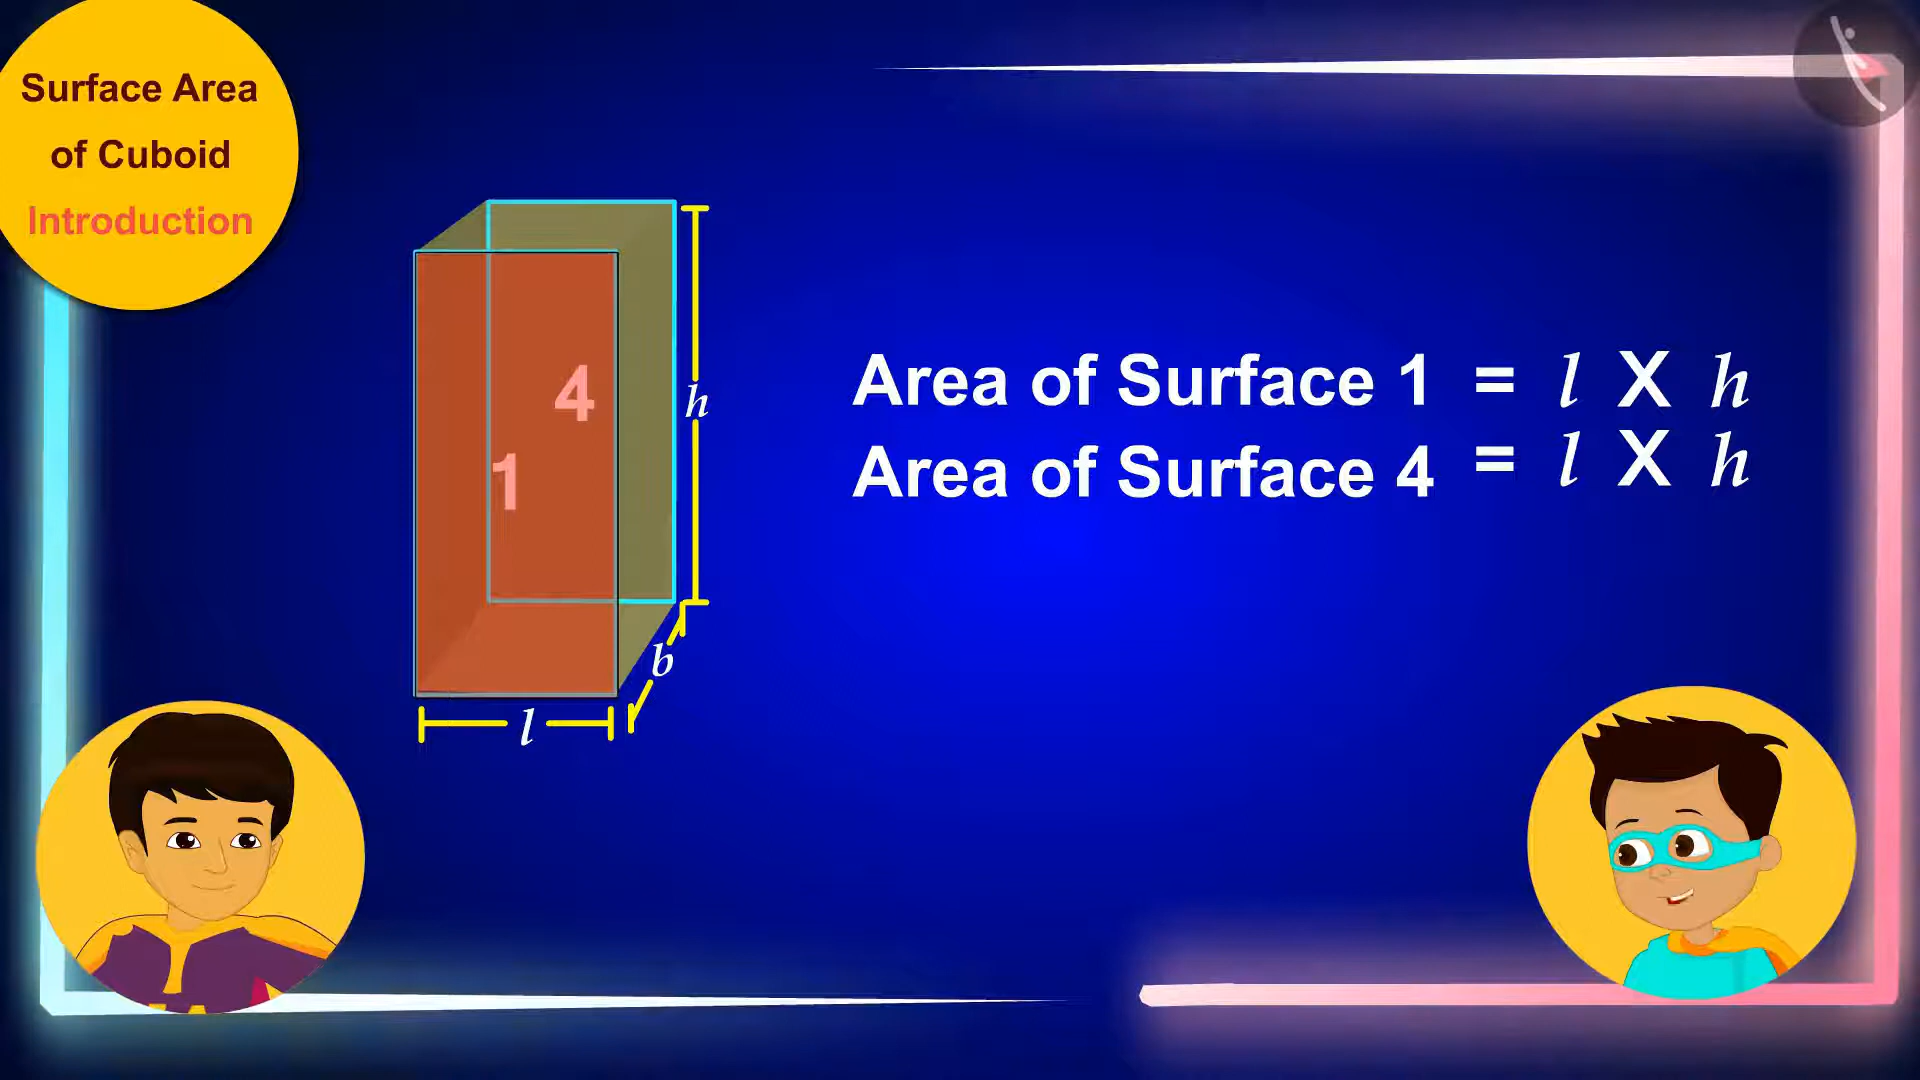 Surface Area
of Cuboid
Introduction
4
1
h
b
l
Area of Surface 1 = l X h
Area of Surface 4 = l X h